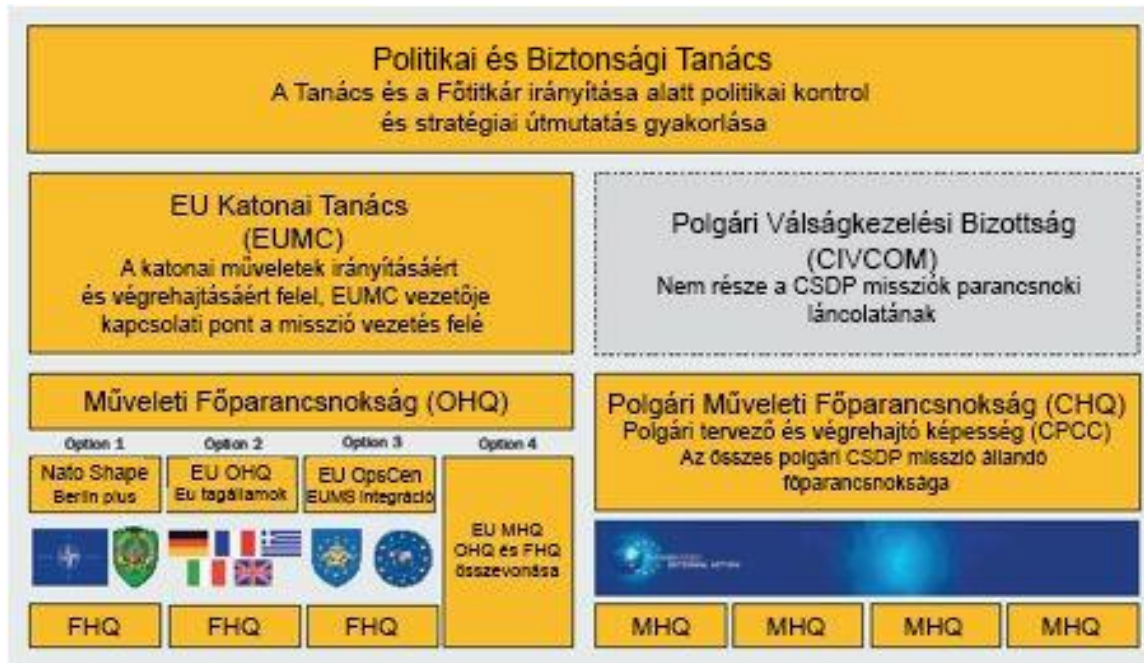 Politikai és Biztonsági Tanács
A Tanács és a Főtitkár irányítása alatt politikai kontrol
és stratégiai útmutatás gyakorlása
EU Katonai Tanács
(EUMC)
A katonai műveletek irányításáért
és végrehajtásáért felel, EUMC vezetője
kapcsolati pont a misszió vezetés felé
Polgári Válságkezelési Bizottság
(CIVCOM)
Nem része a CSDP missziók parancsnoki
láncolatának
Műveleti Főparancsnokság (OHQ)
Option 1
Option 2
Option 3
Option 4
Nato Shape
Berlin plus
EU OHQ
Eu tagállamok
EU OpsCen
EUMS integráció
EU MHQ
OHQ és FHQ
összevonása
FHQ
FHQ
FHQ
Polgári Műveleti Főparancsnokság (CHQ)
Polgári tervező és végrehajtó képesség (CPCC)
Az összes polgári CSDP misszió állandó
főparancsnoksága
EXTERNAL ACTION
MHQ
MHQ
MHQ
MHQ